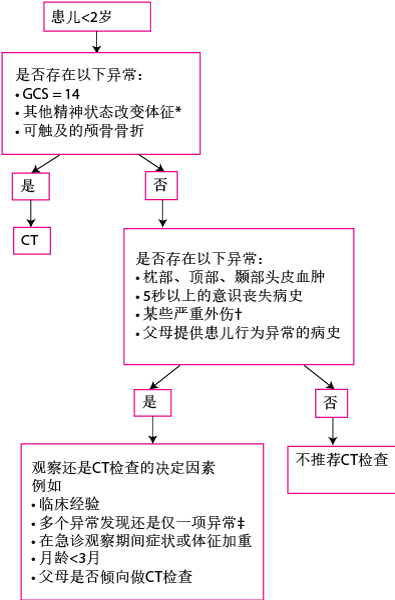 患儿<2岁
是否存在以下异常：
• GCS = 14
• 其他精神状态改变体征*
• 可触及的颅骨骨折
是
否
CT
是否存在以下异常：
• 枕部、顶部、颞部头皮血肿
• 5秒以上的意识丧失病史
• 某些严重外伤†
• 父母提供患儿行为异常的病史
是
否
观察还是CT检查的决定因素
例如
• 临床经验
• 多个异常发现还是仅一项异常‡
• 在急诊观察期间症状或体征加重
• 月龄<3月
• 父母是否倾向做CT检查
不推荐CT检查